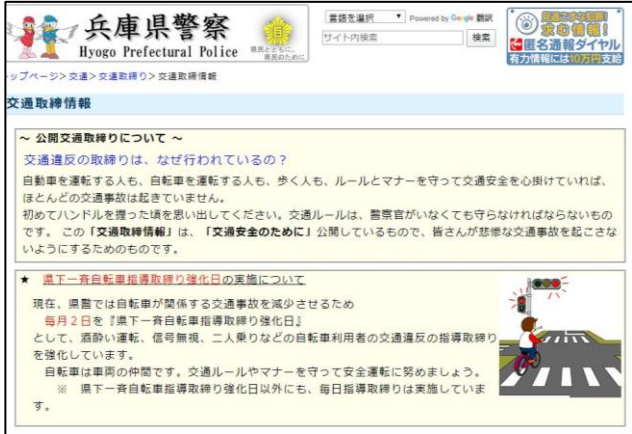 兵庫県警察
Hyogo Prefectural Police
県民とともに、
県民のために
言語を選択 ▼ Powered by Google 翻訳
サイト内検索 検索
求む情報!
匿名通報ダイヤル
有力情報には10万円支給
ップページ> 交通> 交通取締り> 交通取締情報
交通取締情報
~ 公開交通取締りについて ~
交通違反の取締りは、なぜ行われているの?
自動車を運転する人も、自転車を運転する人も、歩く人も、ルールとマナーを守って交通安全を心掛けていれば、
ほとんどの交通事故は起きていません。
初めてハンドルを握った頃を思い出してください。交通ルールは、警察官がいなくても守らなければならないもの
です。 この「交通取締情報」は、「交通安全のために」公開しているもので、皆さんが悲惨な交通事故を起こさな
いようにするためのものです。
★ 県下一斉自転車指導取締り強化日の実施について
現在、県警では自転車が関係する交通事故を減少させるため
毎月2日を『県下一斉自転車指導取締り強化日』
として、酒酔い運転、信号無視、二人乗りなどの自転車利用者の交通違反の指導取締り
を強化しています。
自転車は車両の仲間です。交通ルールやマナーを守って安全運転に努めましょう。
※ 県下一斉自転車指導取締り強化日以外にも、毎日指導取締りは実施していま
す。